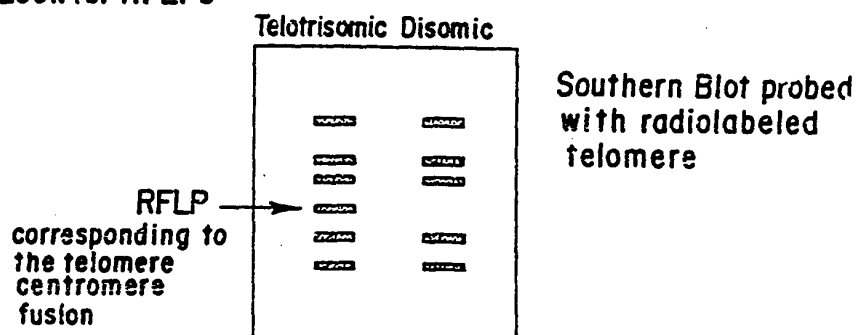 Telotrisomic Disomic
Southern Blot probed
with radiolabeled
telomere
RFLP
corresponding to
the telomere
centromere
fusion